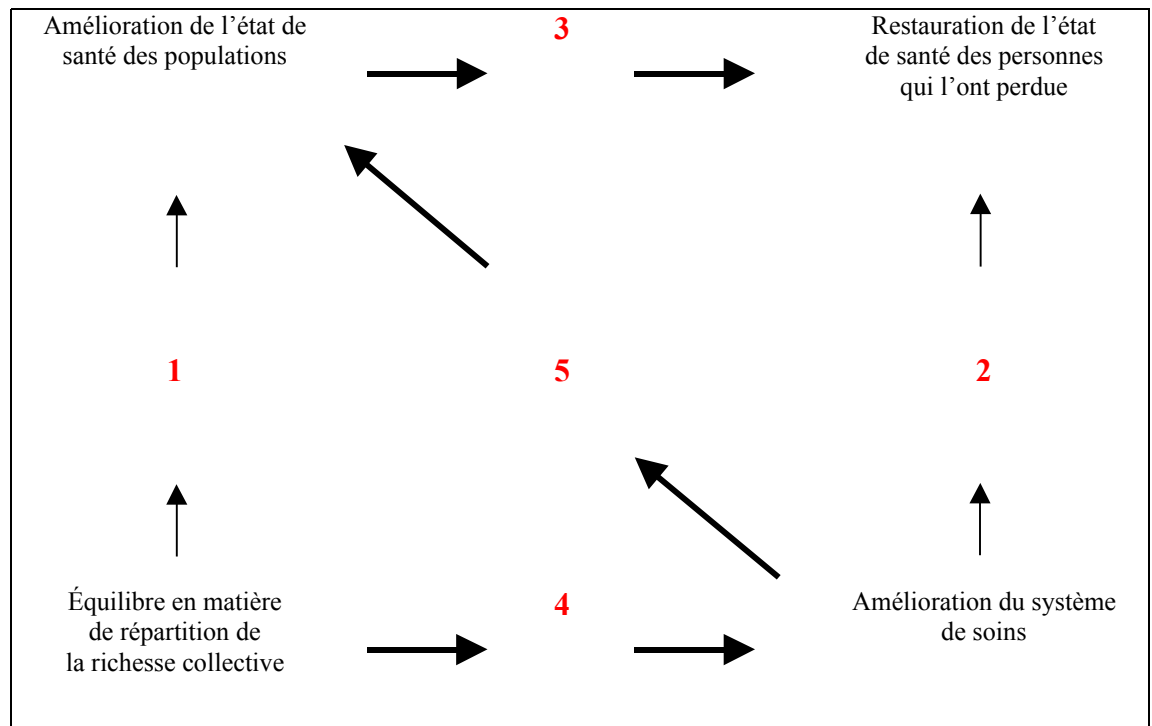 Amélioration de l’état de
santé des populations
3
Restauration de l’état
de santé des personnes
qui l’ont perdue
1
5
2
Équilibre en matière
de répartition de
la richesse collective
4
Amélioration du système
de soins